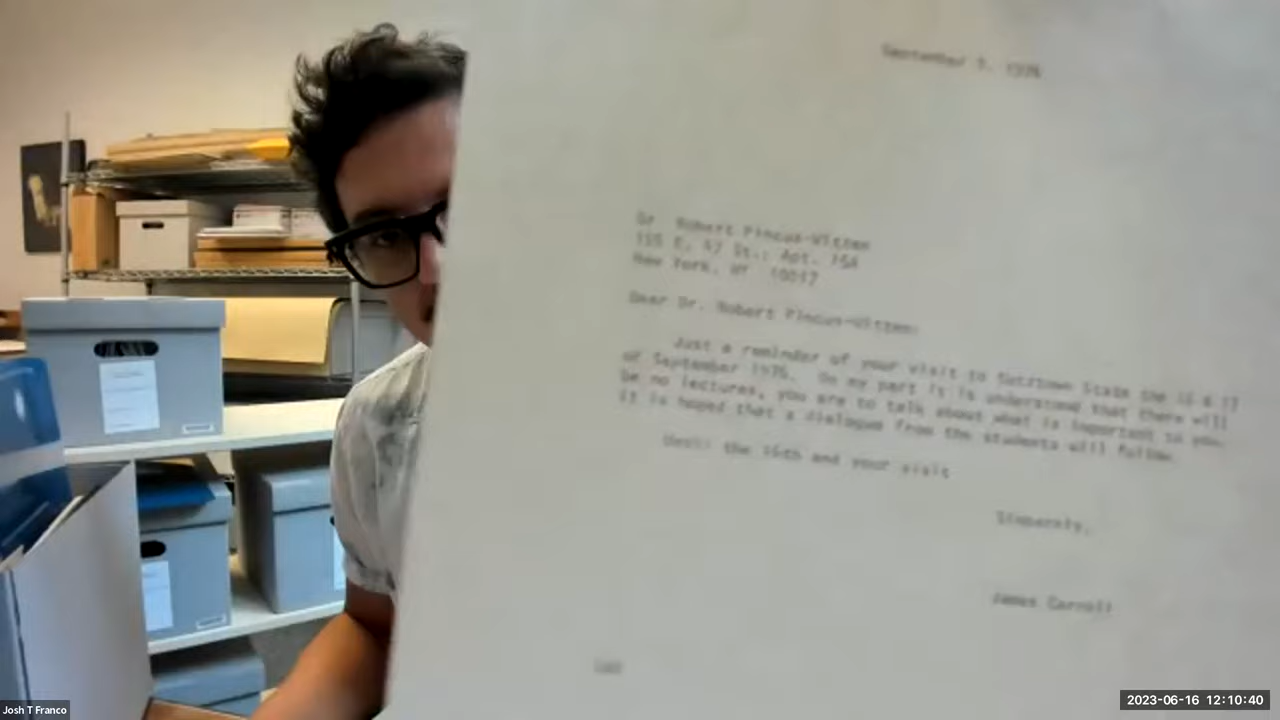 September 9, 1976
Dr. Robert Pincus-Witten
155 E. 47 St.; Apt. 15A
New York, NY 10017
Dear Dr. Robert Pincus-Witten:
Just a reminder of your visit to Kutztown State the 16 & 17
of September 1976. On my part it is understood that there will
be no lectures, you are to talk about what is important to you.
It is hoped that a dialogue from the students will follow.
Until the 16th and your visit
Sincerely,
James Carroll
Josh T Franco
2023-06-16 12:10:40